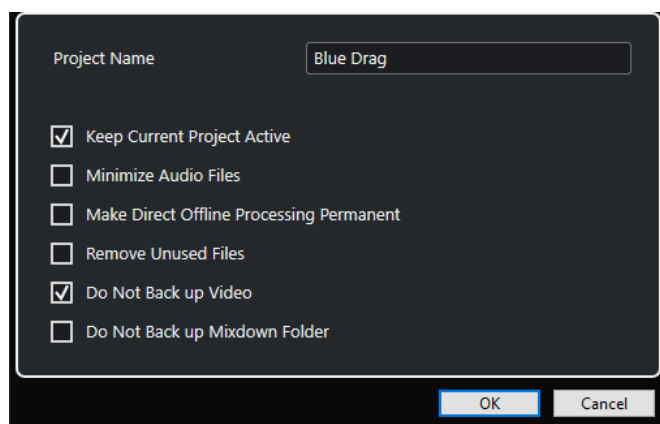 Project Name
Blue Drag
Keep Current Project Active
Minimize Audio Files
Make Direct Offline Processing Permanent
Remove Unused Files
Do Not Back up Video
Do Not Back up Mixdown Folder
OK
Cancel